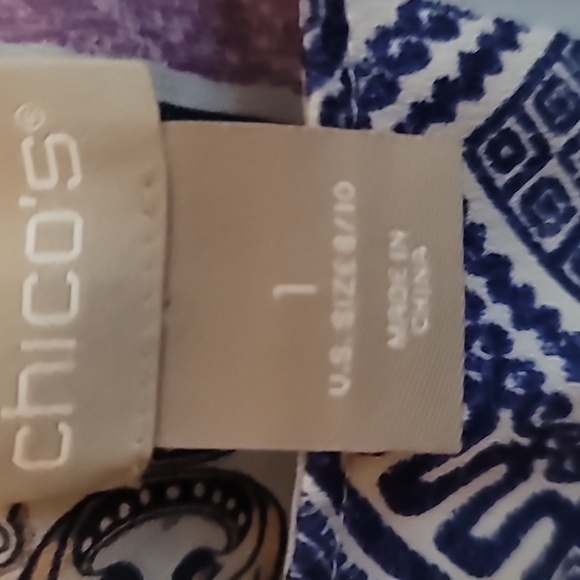 chico's®
1
U.S. SIZE 8/10
MADE IN
CHINA